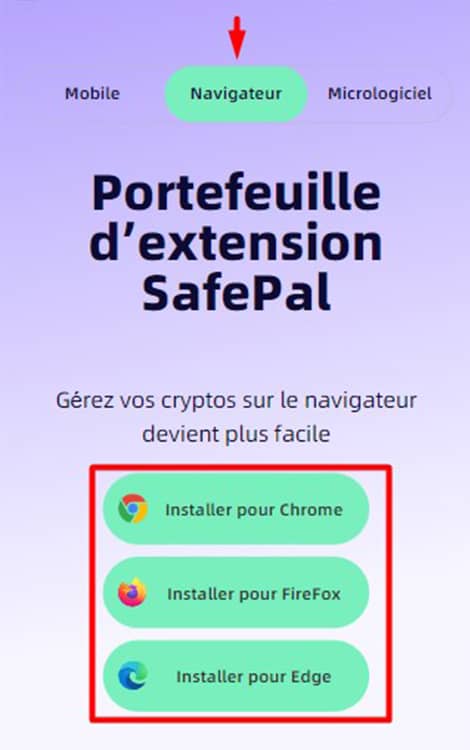 Mobile Navigateur Micrologiciel
Portefeuille
d’extension
SafePal
Gérez vos cryptos sur le navigateur
devient plus facile
Installer pour Chrome
Installer pour FireFox
Installer pour Edge